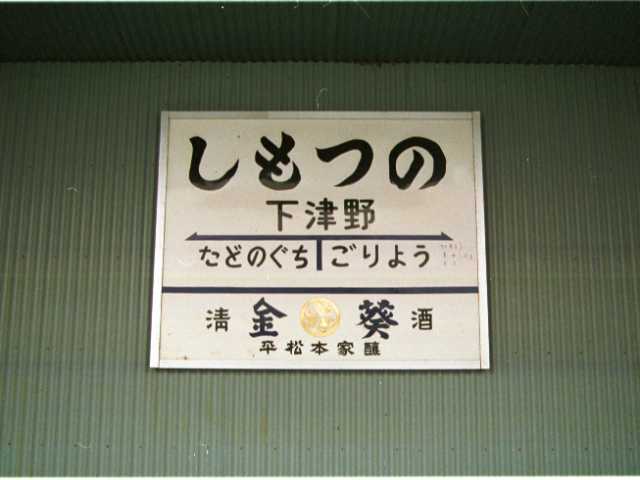 しもつの
下津野
たどのぐち ごりよう
清 金 葵 酒
平松本家醸